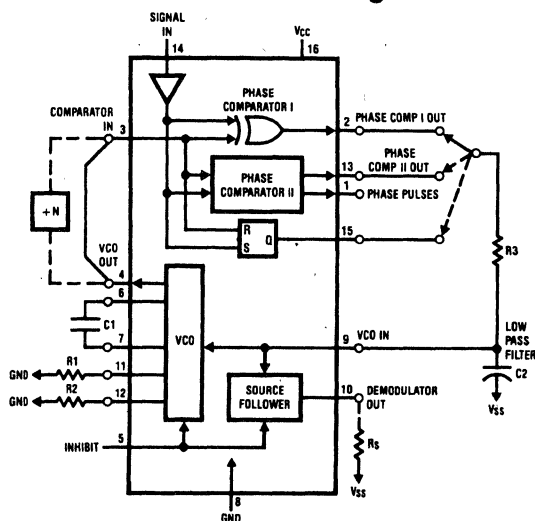 SIGNAL
IN
14
VCC
16
PHASE
COMPARATOR I
COMPARATOR
IN
3
2
PHASE COMP I OUT
PHASE
COMPARATOR II
13
PHASE
COMP II OUT
1
PHASE PULSES
+N
R
S
Q
15
VCO
OUT
4
R3
6
C1
VCO
7
9
VCO IN
LOW
PASS
FILTER
C2
VSS
GND
R1
11
GND
R2
12
SOURCE
FOLLOWER
10
DEMODULATOR
OUT
INHIBIT
5
RS
VSS
8
GND